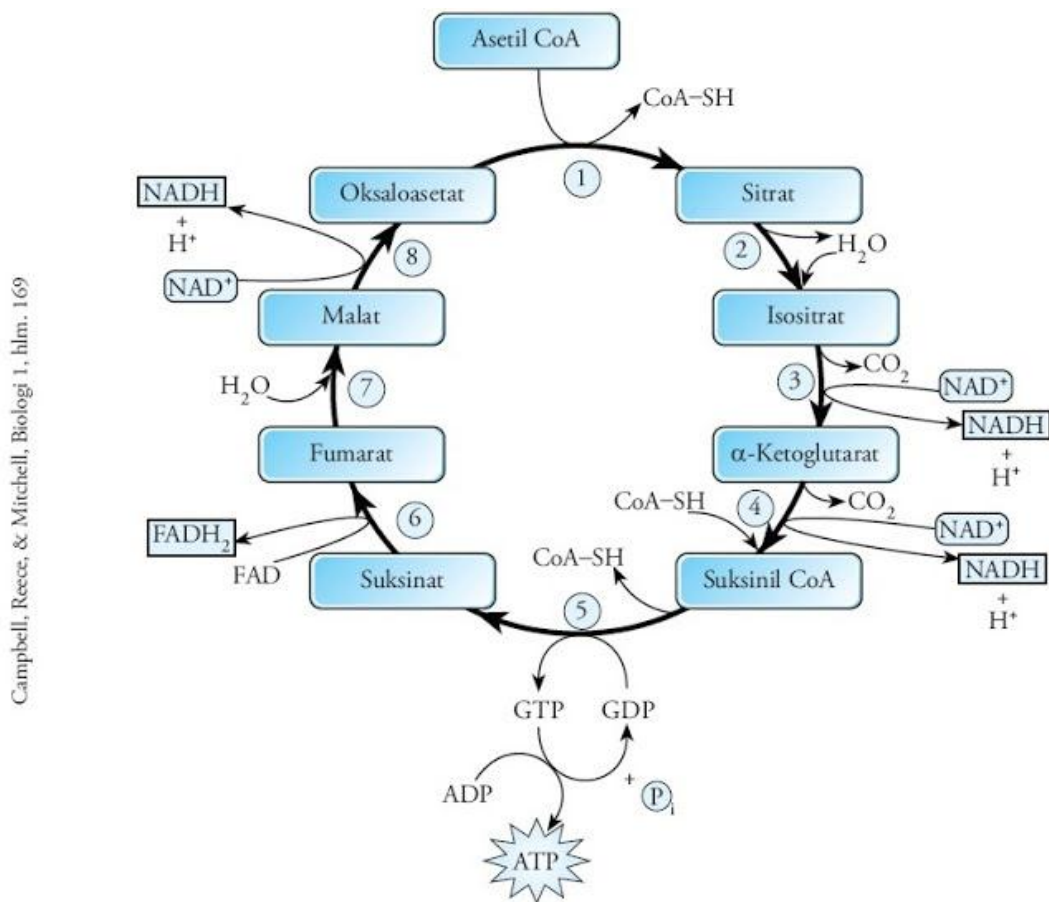 Asetil CoA
CoA–SH
1
Oksaloasetat
Sitrat
NADH
+
H⁺
NAD⁺
8
2
H₂O
Malat
Isositrat
H₂O
7
3
CO₂
NAD⁺
NADH
+
H⁺
Fumarat
α-Ketoglutarat
FADH₂
FAD
6
CoA–SH
4
CO₂
NAD⁺
NADH
+
H⁺
Suksinat
CoA–SH
5
Suksinil CoA
GTP
GDP
ADP
+ Pᵢ
ATP
Campbell, Reece, & Mitchell, Biologi 1, hlm. 169